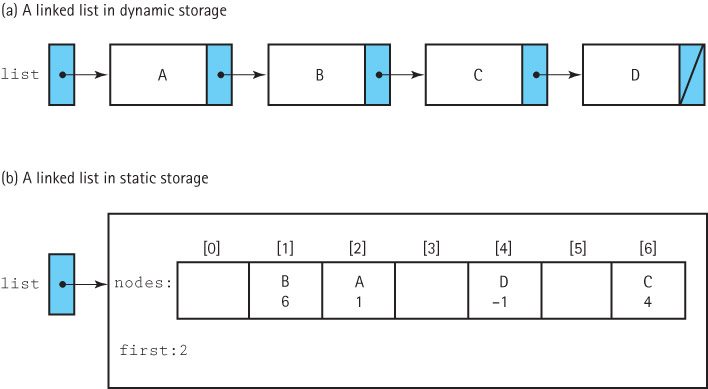 (a) A linked list in dynamic storage
list A B C D
(b) A linked list in static storage
[0] [1] [2] [3] [4] [5] [6]
list nodes: B A D C
6 1 -1 4
first:2